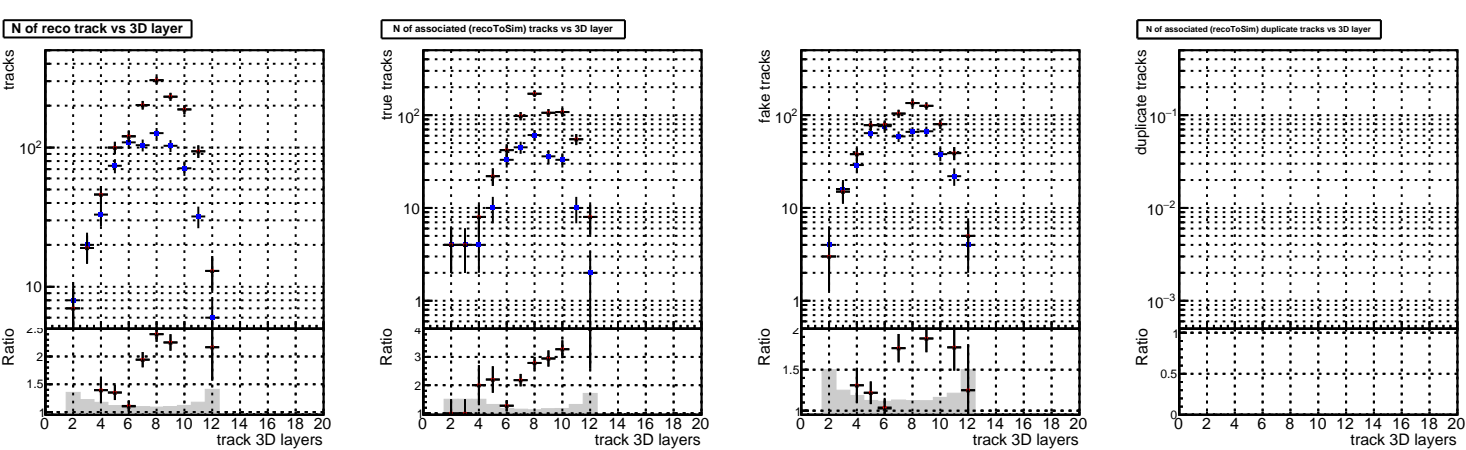 N of reco track vs 3D layer
tracks
10²
10
Ratio
2.5
2
1.5
1
0 2 4 6 8 10 12 14 16 18 20
track 3D layers
N of associated (recoToSim) tracks vs 3D layer
true tracks
10²
10
1
Ratio
4
3
2
1
0 2 4 6 8 10 12 14 16 18 20
track 3D layers
fake tracks
10²
10
1
Ratio
2
1.5
1
0 2 4 6 8 10 12 14 16 18 20
track 3D layers
N of associated (recoToSim) duplicate tracks vs 3D layer
duplicate tracks
10⁻¹
10⁻²
10⁻³
Ratio
1
0.5
0
0 2 4 6 8 10 12 14 16 18 20
track 3D layers